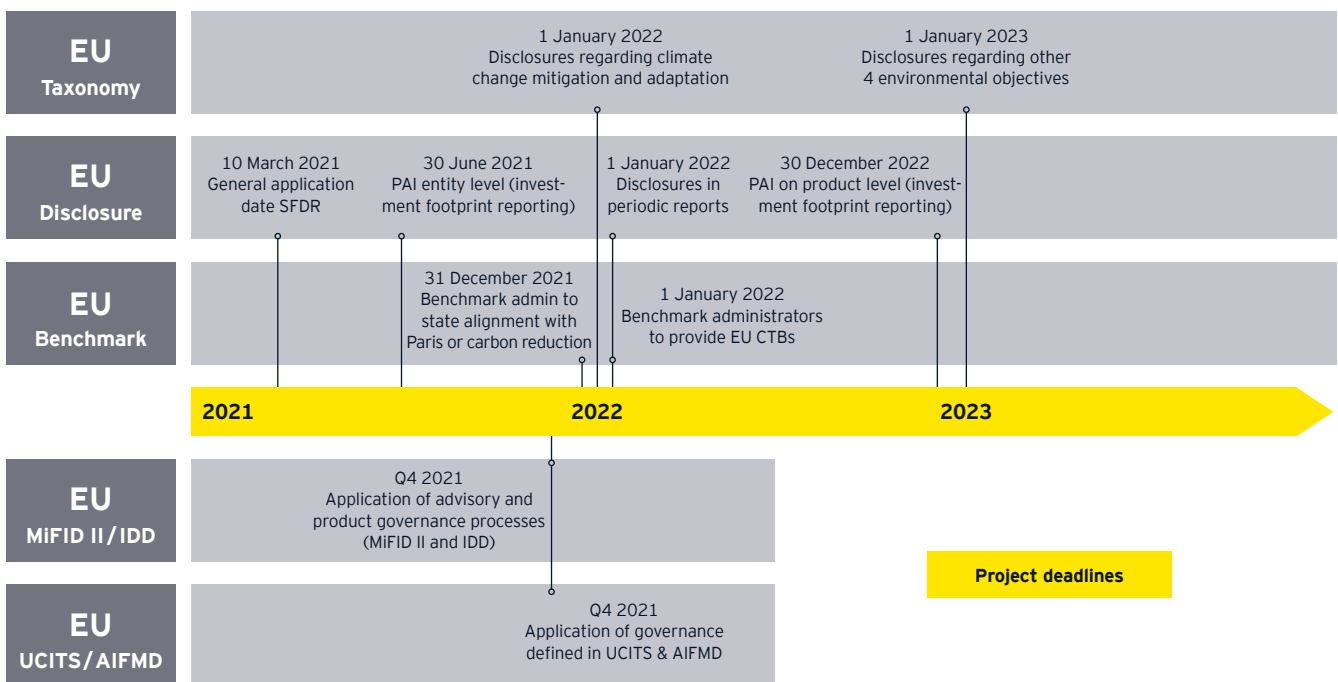 EU
Taxonomy
1 January 2022
Disclosures regarding climate
change mitigation and adaptation
1 January 2023
Disclosures regarding other
4 environmental objectives
EU
Disclosure
10 March 2021
General application
date SFDR
30 June 2021
PAI entity level (invest-
ment footprint reporting)
1 January 2022
Disclosures in
periodic reports
30 December 2022
PAI on product level (invest-
ment footprint reporting)
EU
Benchmark
31 December 2021
Benchmark admin to
state alignment with
Paris or carbon reduction
1 January 2022
Benchmark administrators
to provide EU CTBs
2021
2022
2023
EU
MiFID II/IDD
Q4 2021
Application of advisory and
product governance processes
(MiFID II and IDD)
Project deadlines
EU
UCITS/AIFMD
Q4 2021
Application of governance
defined in UCITS & AIFMD